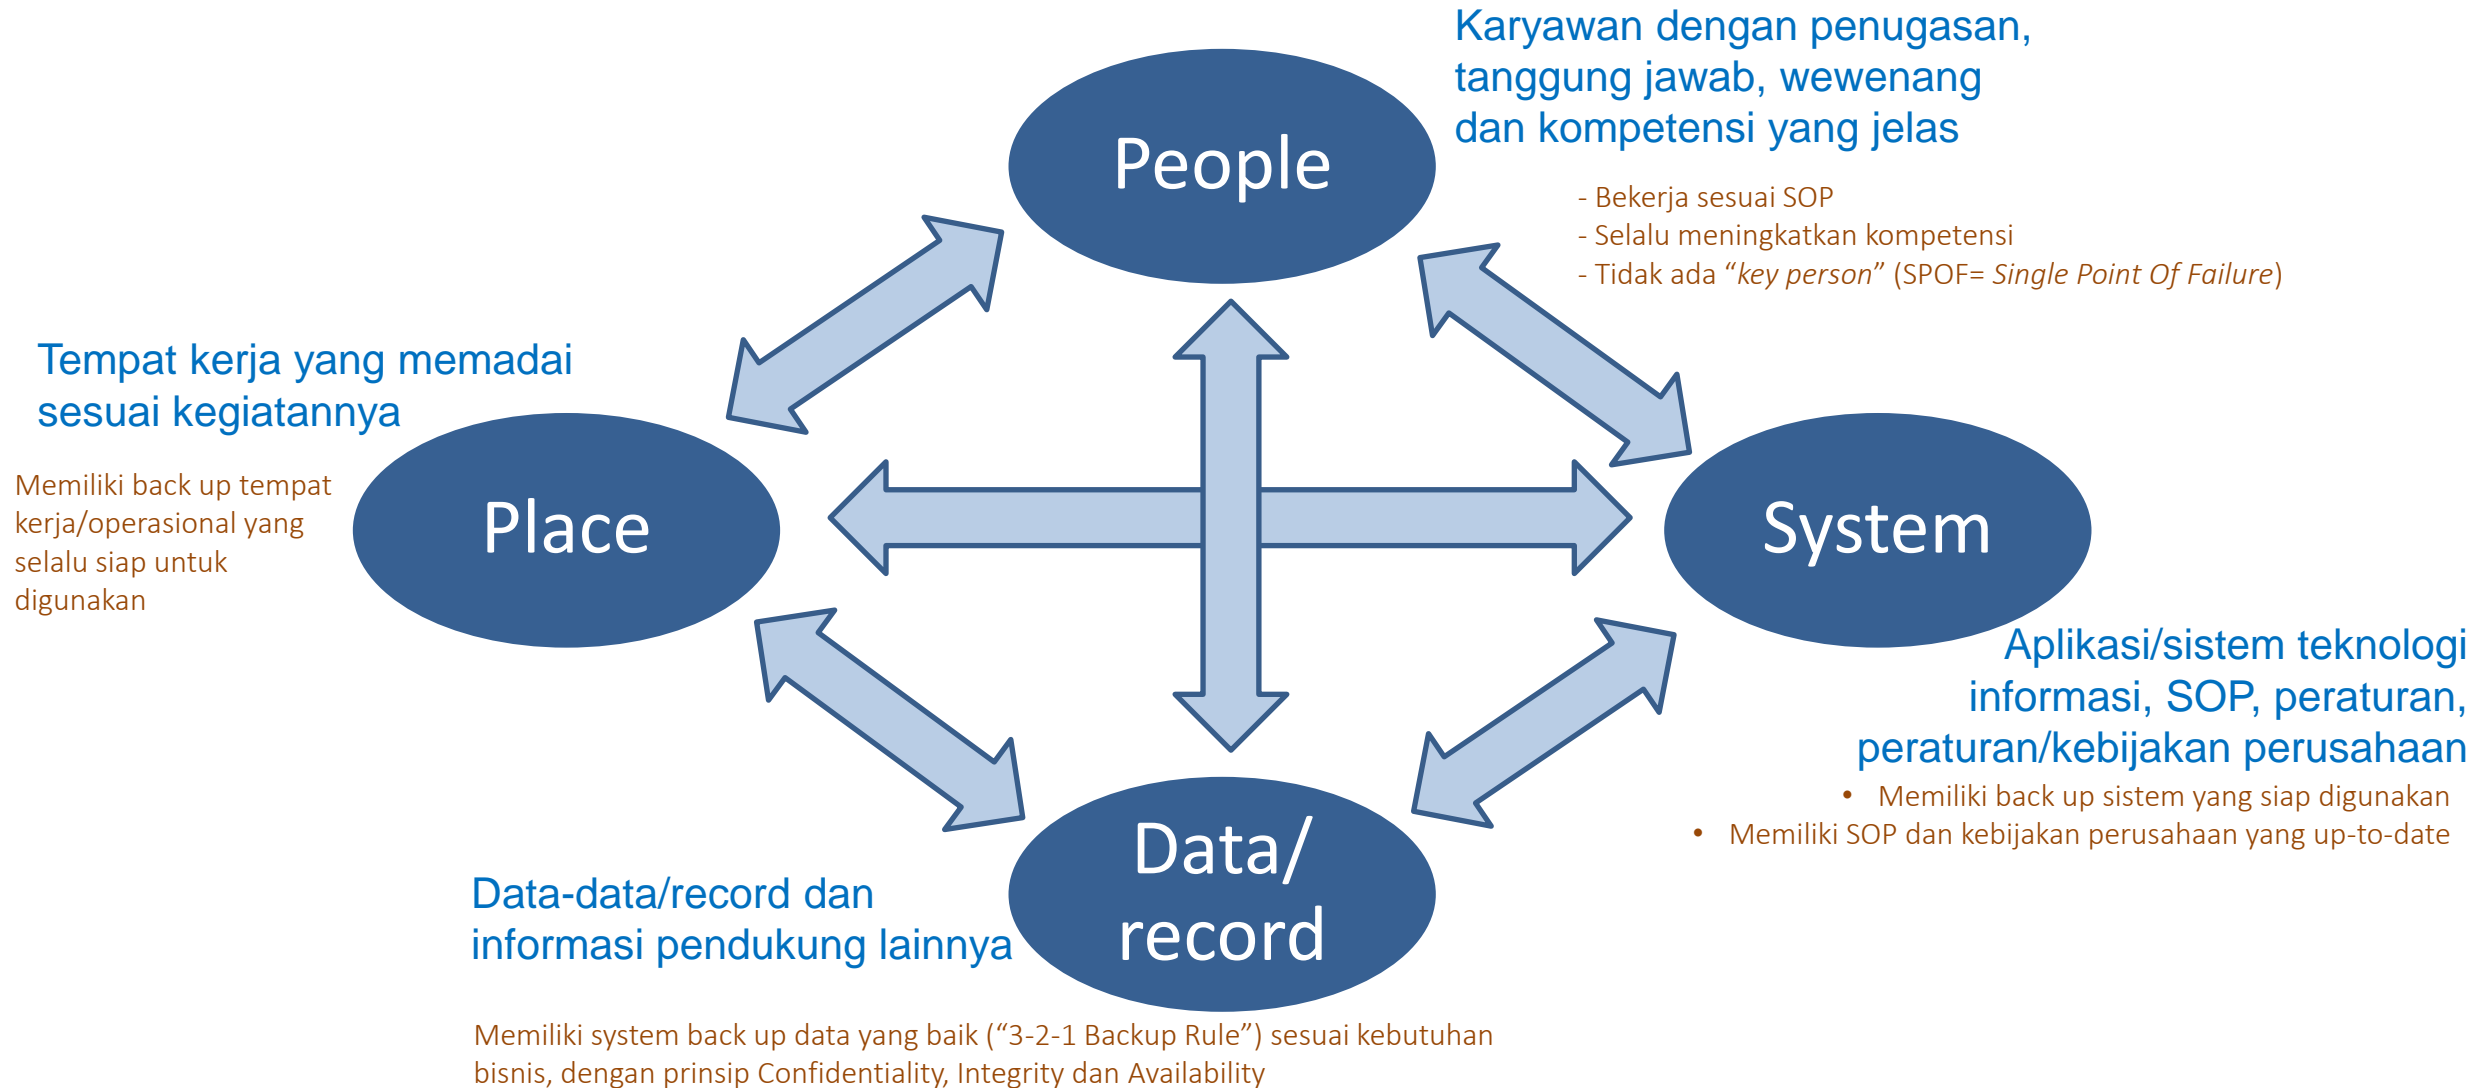 Karyawan dengan penugasan,
tanggung jawab, wewenang
dan kompetensi yang jelas
People
- Bekerja sesuai SOP
- Selalu meningkatkan kompetensi
- Tidak ada “key person” (SPOF= Single Point Of Failure)
Tempat kerja yang memadai
sesuai kegiatannya
Memiliki back up tempat
kerja/operasional yang
selalu siap untuk
digunakan
Place
System
Aplikasi/sistem teknologi
informasi, SOP, peraturan,
peraturan/kebijakan perusahaan
• Memiliki back up sistem yang siap digunakan
• Memiliki SOP dan kebijakan perusahaan yang up-to-date
Data/
record
Data-data/record dan
informasi pendukung lainnya
Memiliki system back up data yang baik (“3-2-1 Backup Rule”) sesuai kebutuhan
bisnis, dengan prinsip Confidentiality, Integrity dan Availability